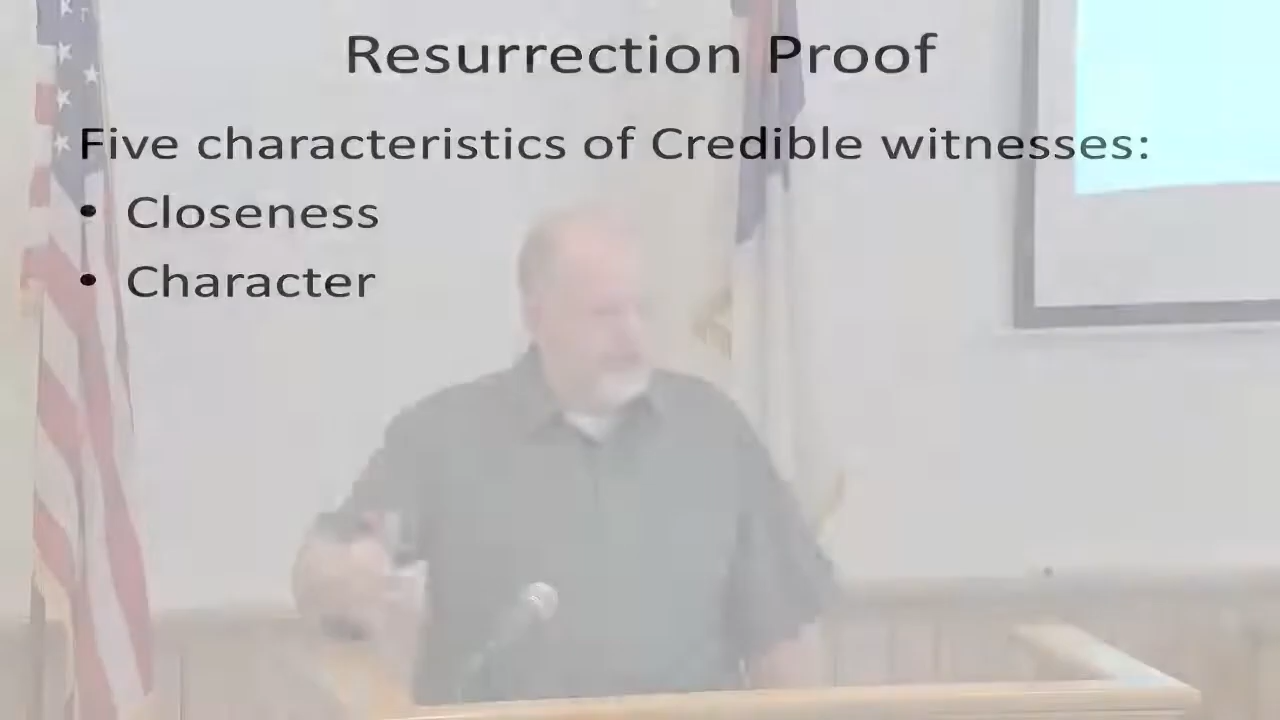 Resurrection Proof
Five characteristics of Credible witnesses:
• Closeness
• Character